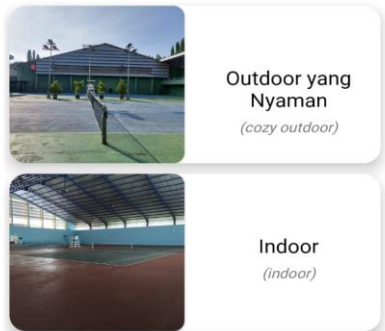 Outdoor yang
Nyaman
(cozy outdoor)
Indoor
(indoor)